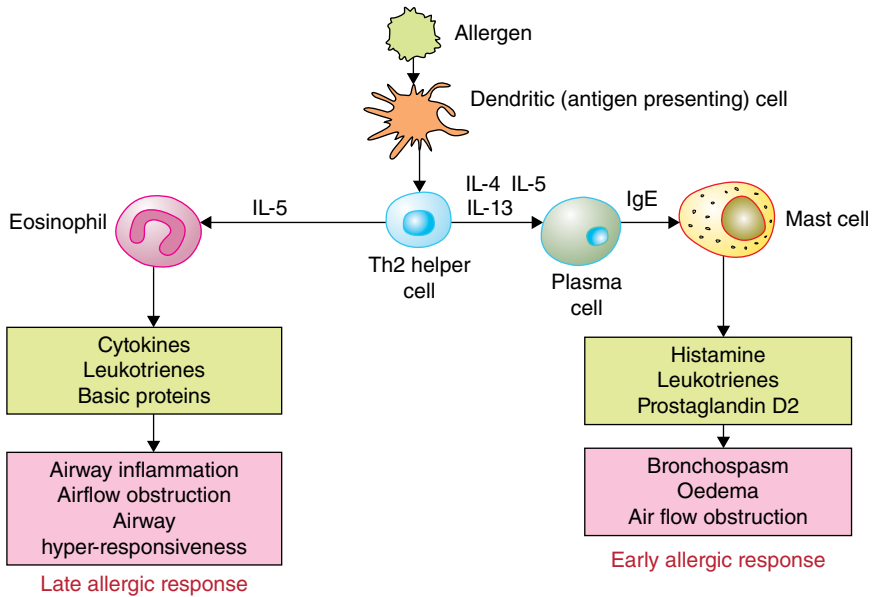 Allergen
Dendritic (antigen presenting) cell
IL-5
IL-4 IL-5
IL-13
IgE
Eosinophil
Th2 helper
cell
Plasma
cell
Mast cell
Cytokines
Leukotrienes
Basic proteins
Histamine
Leukotrienes
Prostaglandin D2
Airway inflammation
Airflow obstruction
Airway
hyper-responsiveness
Bronchospasm
Oedema
Air flow obstruction
Late allergic response
Early allergic response